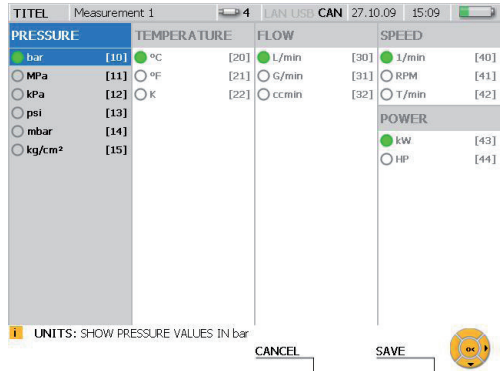 TITEL Measurement 1 4 LAN USB CAN 27.10.09 15:09
PRESSURE TEMPERATURE FLOW SPEED
bar [10] °C [20] L/min [30] 1/min [40]
MPa [11] °F [21] G/min [31] RPM [41]
kPa [12] K [22] ccmin [32] T/min [42]
psi [13]
POWER
mbar [14]
kW [43]
kg/cm² [15]
HP [44]
i UNITS: SHOW PRESSURE VALUES IN bar
CANCEL SAVE
OK